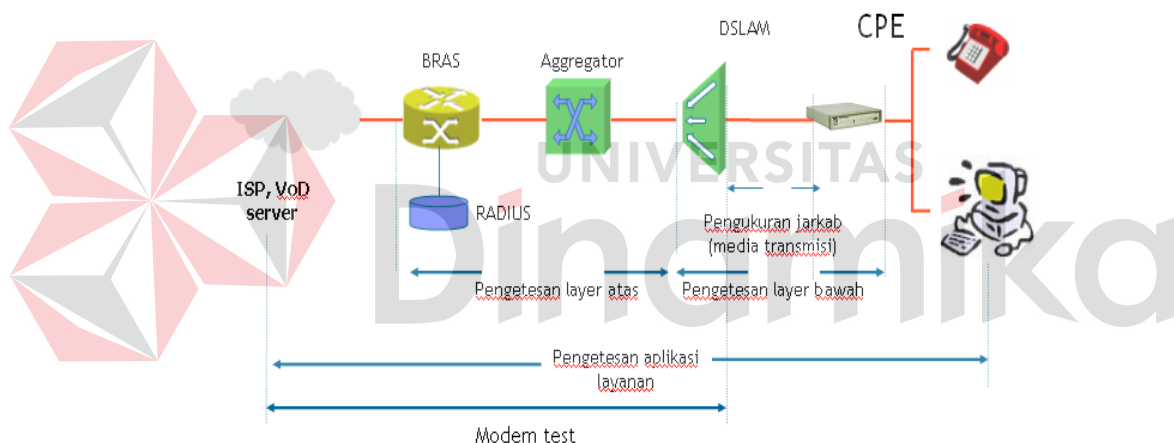 DSLAM
CPE
BRAS
Aggregator
UNIVERSITAS
ISP, VoD
server
RADIUS
Dinamika
Pengukuran jarkab
(media transmisi)
Pengetesan layer atas
Pengetesan layer bawah
Pengetesan aplikasi
layanan
Modem test